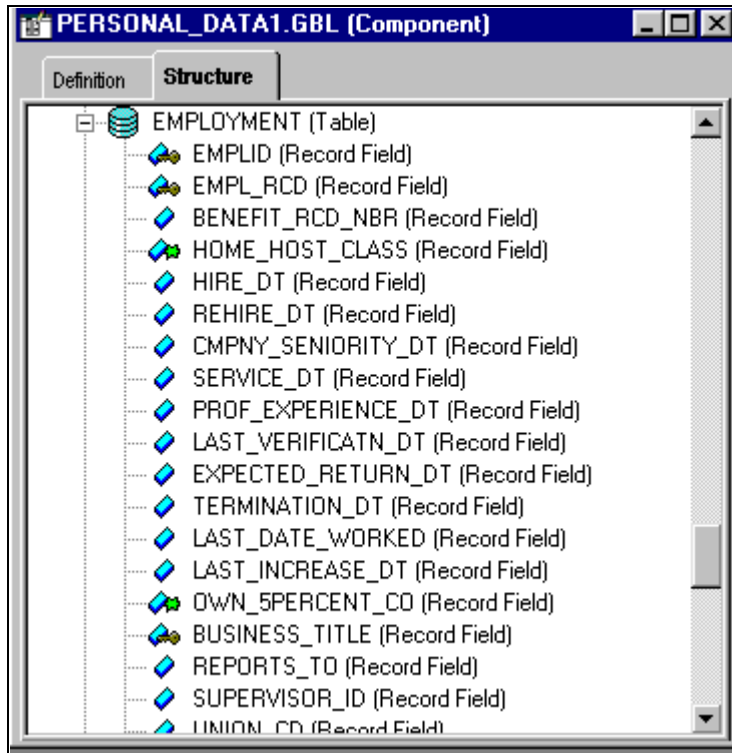 PERSONAL_DATA1.GBL (Component)
Definition Structure
EMPLOYMENT (Table)
EMPLID (Record Field)
EMPL_RCD (Record Field)
BENEFIT_RCD_NBR (Record Field)
HOME_HOST_CLASS (Record Field)
HIRE_DT (Record Field)
REHIRE_DT (Record Field)
CMPNY_SENIORITY_DT (Record Field)
SERVICE_DT (Record Field)
PROF_EXPERIENCE_DT (Record Field)
LAST_VERIFICATN_DT (Record Field)
EXPECTED_RETURN_DT (Record Field)
TERMINATION_DT (Record Field)
LAST_DATE_WORKED (Record Field)
LAST_INCREASE_DT (Record Field)
OWN_5PERCENT_CO (Record Field)
BUSINESS_TITLE (Record Field)
REPORTS_TO (Record Field)
SUPERVISOR_ID (Record Field)
UNION_CD (Record Field)